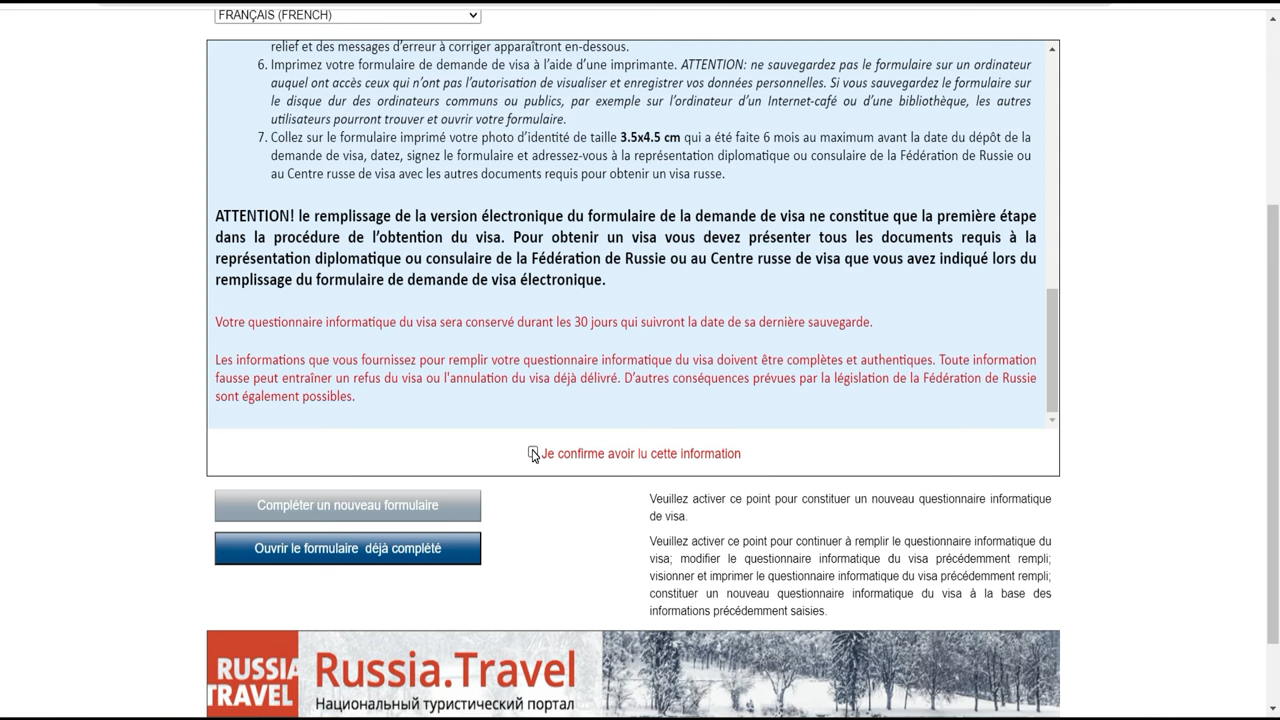 FRANÇAIS (FRENCH)
relief et des messages d'erreur à corriger apparaîtront en-dessous.
6. Imprimez votre formulaire de demande de visa à l'aide d'une imprimante. ATTENTION: ne sauvegardez pas le formulaire sur un ordinateur
auquel ont accès ceux qui n'ont pas l'autorisation de visualiser et enregistrer vos données personnelles. Si vous sauvegardez le formulaire sur
le disque dur des ordinateurs communs ou publics, par exemple sur l'ordinateur d'un Internet-café ou d'une bibliothèque, les autres
utilisateurs pourront trouver et ouvrir votre formulaire.
7. Collez sur le formulaire imprimé votre photo d'identité de taille 3.5x4.5 cm qui a été faite 6 mois au maximum avant la date du dépôt de la
demande de visa, datez, signez le formulaire et adressez-vous à la représentation diplomatique ou consulaire de la Fédération de Russie ou
au Centre russe de visa avec les autres documents requis pour obtenir un visa russe.
ATTENTION! le remplissage de la version électronique du formulaire de la demande de visa ne constitue que la première étape
dans la procédure de l'obtention du visa. Pour obtenir un visa vous devez présenter tous les documents requis à la
représentation diplomatique ou consulaire de la Fédération de Russie ou au Centre russe de visa que vous avez indiqué lors du
remplissage du formulaire de demande de visa électronique.
Votre questionnaire informatique du visa sera conservé durant les 30 jours qui suivront la date de sa dernière sauvegarde.
Les informations que vous fournissez pour remplir votre questionnaire informatique du visa doivent être complètes et authentiques. Toute information
fausse peut entraîner un refus du visa ou l'annulation du visa déjà délivré. D'autres conséquences prévues par la législation de la Fédération de Russie
sont également possibles.
Je confirme avoir lu cette information
Compléter un nouveau formulaire
Veuillez activer ce point pour constituer un nouveau questionnaire informatique
de visa.
Ouvrir le formulaire déjà complété
Veuillez activer ce point pour continuer à remplir le questionnaire informatique du
visa; modifier le questionnaire informatique du visa précédemment rempli;
visionner et imprimer le questionnaire informatique du visa précédemment rempli;
constituer un nouveau questionnaire informatique du visa à la base des
informations précédemment saisies.
RUSSIA
TRAVEL
Russia.Travel
Национальный туристический портал